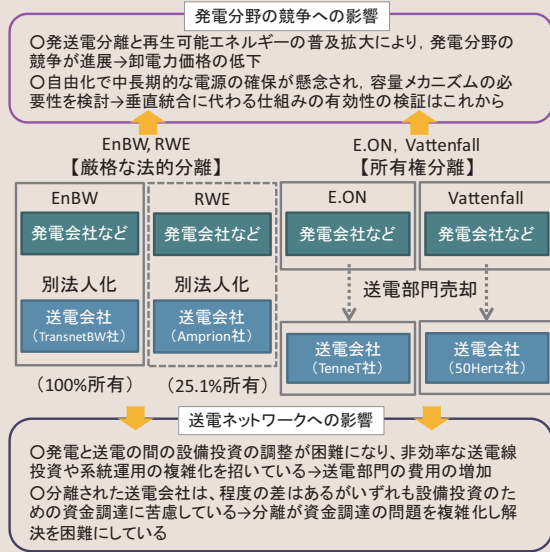 発電分野の競争への影響
○発送電分離と再生可能エネルギーの普及拡大により，発電分野の
競争が進展→卸電力価格の低下
○自由化で中長期的な電源の確保が懸念され，容量メカニズムの必
要性を検討→垂直統合に代わる仕組みの有効性の検証はこれから
EnBW, RWE
【厳格な法的分離】
E.ON，Vattenfall
【所有権分離】
EnBW
RWE
E.ON
Vattenfall
発電会社など
発電会社など
発電会社など
発電会社など
別法人化
別法人化
送電部門売却
送電会社
（TransnetBW社）
送電会社
（Amprion社）
送電会社
（TenneT社）
送電会社
（50Hertz社）
（100%所有）
（25.1%所有）
送電ネットワークへの影響
○発電と送電の間の設備投資の調整が困難になり、非効率な送電線
投資や系統運用の複雑化を招いている→送電部門の費用の増加
○分離された送電会社は、程度の差はあるがいずれも設備投資のた
めの資金調達に苦慮している→分離が資金調達の問題を複雑化し解
決を困難にしている